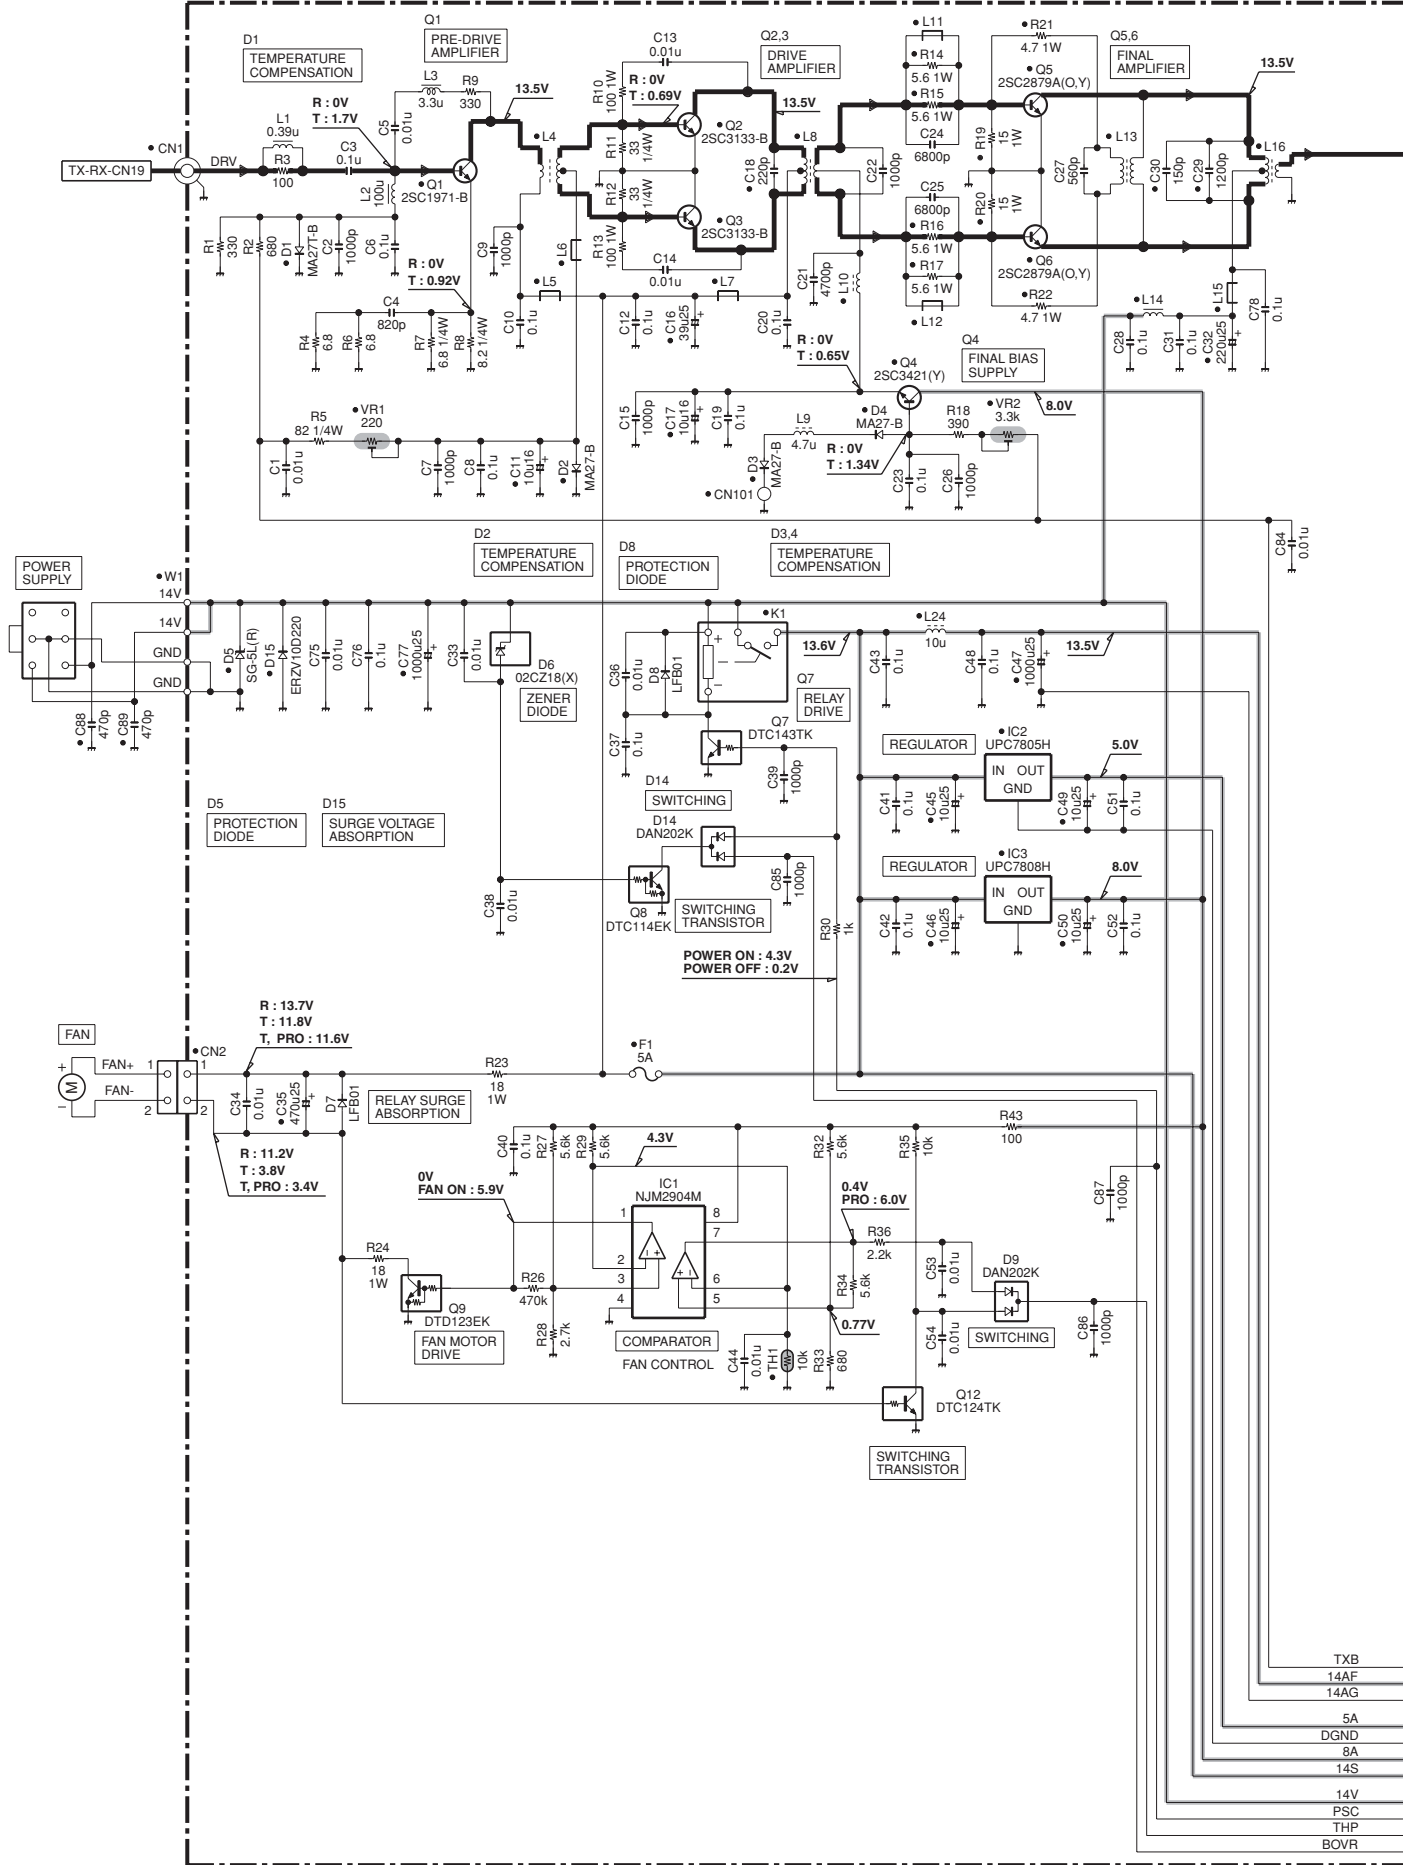 Q1
D1
PRE-DRIVE
AMPLIFIER
TEMPERATURE
COMPENSATION
C13
0.01u
Q2,3
DRIVE
AMPLIFIER
L11
R14
5.6 1W
R15
5.6 1W
C24
6800p
R21
4.7 1W
Q5
2SC2879A(O,Y)
Q5,6
FINAL
AMPLIFIER
13.5V
L3
3.3u
R9
330
13.5V
R10
100 1W
R : 0V
T : 0.69V
13.5V
R : 0V
T : 1.7V
C5
0.01u
L1
0.39u
CN1
TX-RX-CN19
DRV
R3
100
C3
0.1u
L2
100u
Q1
2SC1971-B
L4
R11
33
1/4W
R12
33
1/4W
Q2
2SC3133-B
Q3
2SC3133-B
C18
220p
L8
C22
1000p
R19
15
1W
R20
15
1W
C27
560p
L13
C30
150p
C29
1200p
L16
C25
6800p
R16
5.6 1W
R17
5.6 1W
L12
Q6
2SC2879A(O,Y)
R22
4.7 1W
R1
330
R2
680
D1
MA27T-B
C2
1000p
C6
0.1u
C9
1000p
L6
R13
100 1W
C14
0.01u
R : 0V
T : 0.92V
L5
L7
C21
4700p
L10
L14
L15
C78
0.1u
C4
820p
R4
6.8
R6
6.8
R7
6.8 1/4W
R8
8.2 1/4W
C10
0.1u
C12
0.1u
C16
39u25
C20
0.1u
C28
0.1u
C31
0.1u
C32
220u25
R : 0V
T : 0.65V
Q4
2SC3421(Y)
Q4
FINAL BIAS
SUPPLY
8.0V
R5
82 1/4W
VR1
220
C15
1000p
C17
10u16
C19
0.1u
L9
4.7u
D4
MA27-B
R18
390
VR2
3.3k
R : 0V
T : 1.34V
C1
0.01u
C7
1000p
C8
0.1u
C11
10u16
D2
MA27-B
D3
MA27-B
CN101
C23
0.1u
C26
1000p
C84
0.01u
D2
TEMPERATURE
COMPENSATION
D8
PROTECTION
DIODE
D3,4
TEMPERATURE
COMPENSATION
POWER
SUPPLY
W1
14V
14V
GND
GND
D5
SG-5L(R)
D15
ERZV10D220
C75
0.01u
C76
0.1u
C77
1000u25
C33
0.01u
D6
02CZ18(X)
ZENER
DIODE
C36
0.01u
D8
LFB01
K1
13.6V
L24
10u
13.5V
C43
0.1u
C48
0.1u
C47
1000u25
Q7
RELAY
DRIVE
C88
470p
C89
470p
C37
0.1u
Q7
DTC143TK
C39
1000p
REGULATOR
IC2
UPC7805H
5.0V
IN OUT
GND
C41
0.1u
C45
10u25
C49
10u25
C51
0.1u
D14
SWITCHING
D14
DAN202K
D5
PROTECTION
DIODE
D15
SURGE VOLTAGE
ABSORPTION
REGULATOR
IC3
UPC7808H
8.0V
IN OUT
GND
C42
0.1u
C46
10u25
C50
10u25
C52
0.1u
C38
0.01u
Q8
DTC114EK
SWITCHING
TRANSISTOR
C85
1000p
R30
1k
POWER ON : 4.3V
POWER OFF : 0.2V
R : 13.7V
T : 11.8V
T, PRO : 11.6V
FAN
CN2
FAN+
FAN-
+
M
−
1
2
1
2
C34
0.01u
C35
470u25
D7
LFB01
RELAY SURGE
ABSORPTION
R23
18
1W
F1
5A
R43
100
R : 11.2V
T : 3.8V
T, PRO : 3.4V
C40
0.1u
R27
5.6k
R29
5.6k
4.3V
R32
5.6k
R35
10k
0V
FAN ON : 5.9V
IC1
NJM2904M
0.4V
PRO : 6.0V
C87
1000p
1
2
3
4
8
7
6
5
R36
2.2k
R34
5.6k
C53
0.01u
D9
DAN202K
SWITCHING
C54
0.01u
C86
1000p
R24
18
1W
Q9
DTD123EK
FAN MOTOR
DRIVE
R26
470k
R28
2.7k
COMPARATOR
FAN CONTROL
C44
0.01u
TH1
10k
R33
680
0.77V
Q12
DTC124TK
SWITCHING
TRANSISTOR
TXB
14AF
14AG
5A
DGND
8A
14S
14V
PSC
THP
BOVR